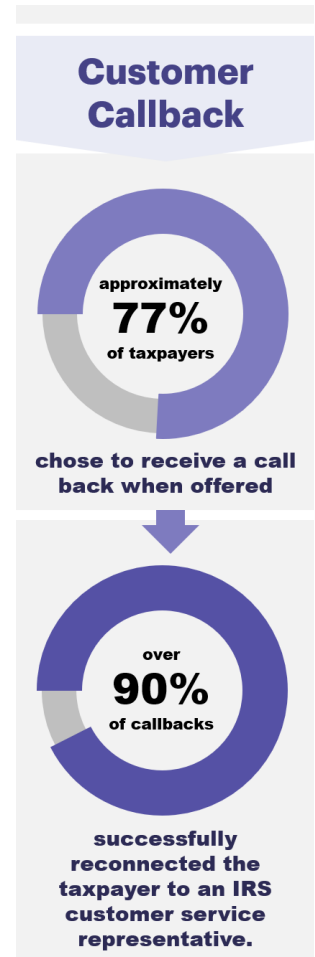 Customer
Callback
approximately
77%
of taxpayers
chose to receive a call
back when offered
over
90%
of callbacks
successfully
reconnected the
taxpayer to an IRS
customer service
representative.